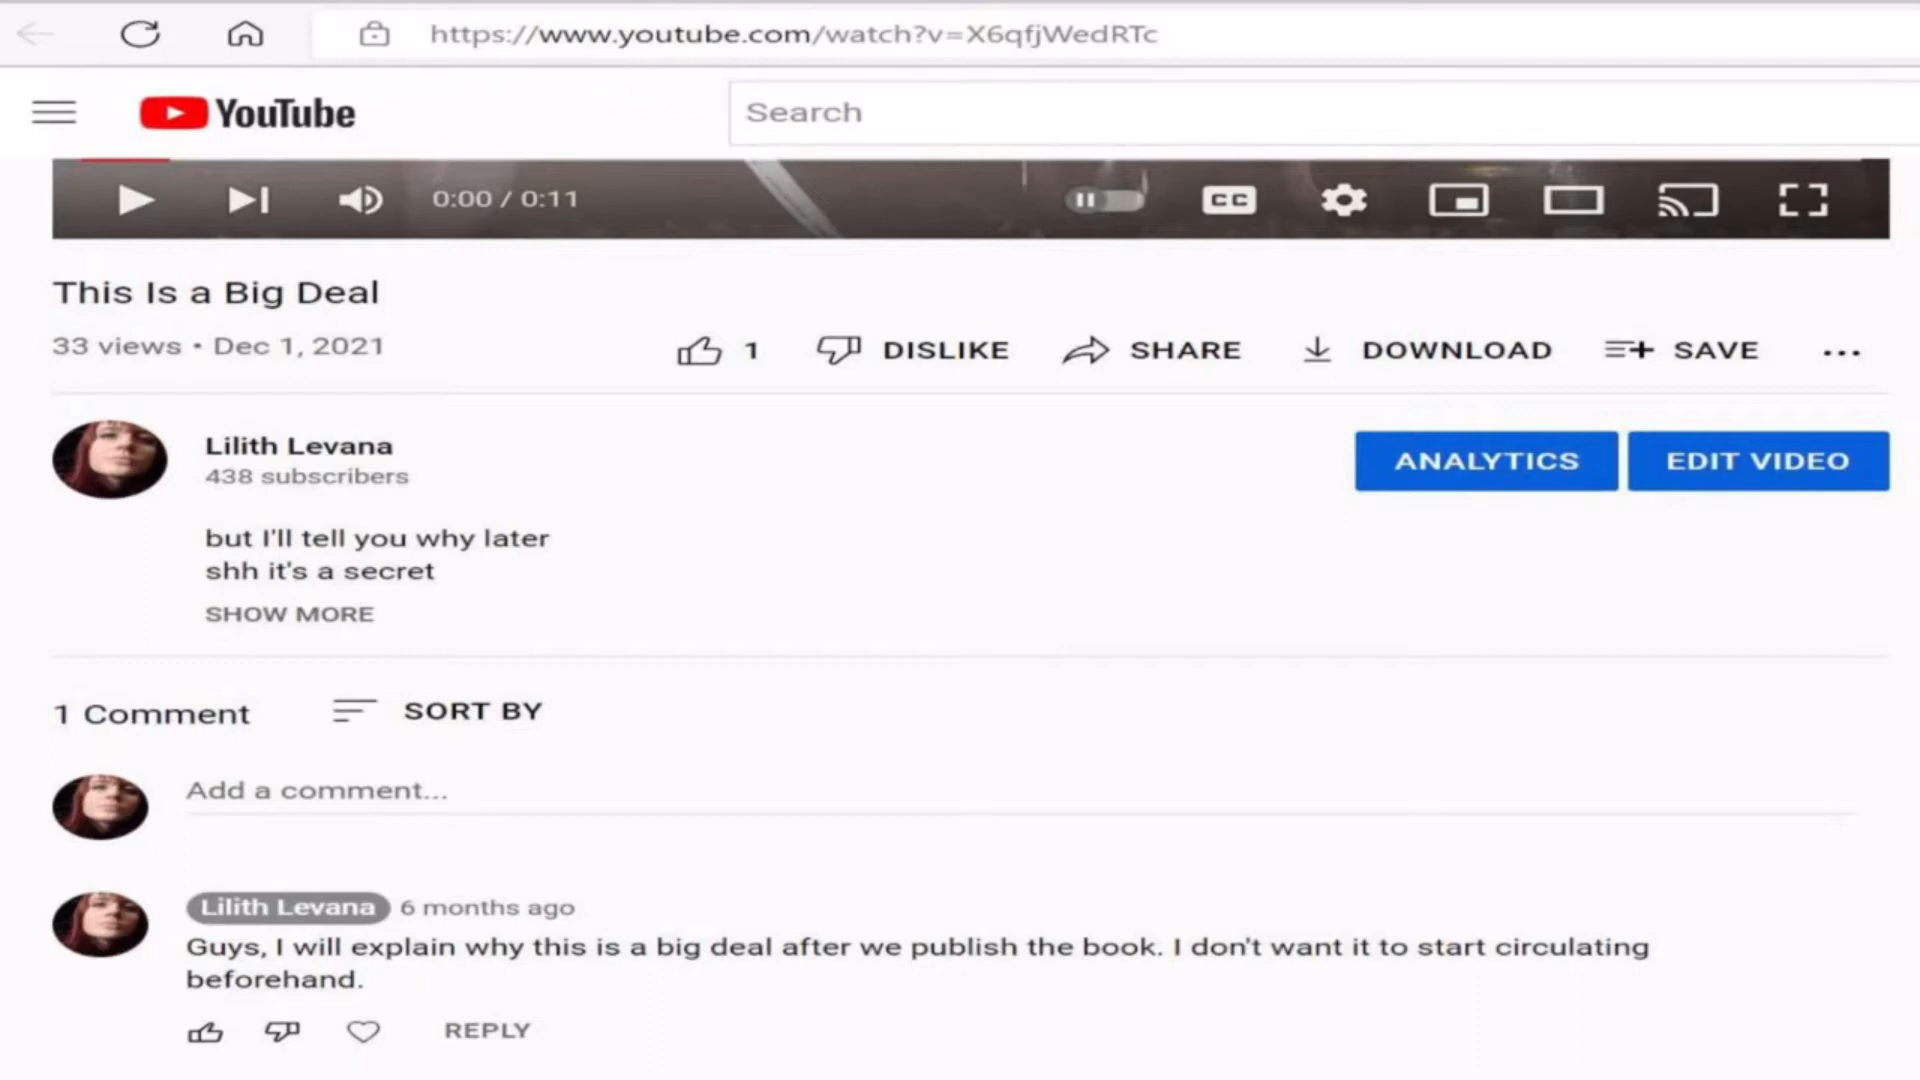 https://www.youtube.com/watch?v=X6qfjWedRTc
YouTube
Search
0:00 / 0:11
CC
This Is a Big Deal
33 views • Dec 1, 2021
1 DISLIKE SHARE DOWNLOAD SAVE ...
Lilith Levana
438 subscribers
ANALYTICS EDIT VIDEO
but I'll tell you why later
shh it's a secret
SHOW MORE
1 Comment SORT BY
Add a comment...
Lilith Levana 6 months ago
Guys, I will explain why this is a big deal after we publish the book. I don't want it to start circulating
beforehand.
REPLY